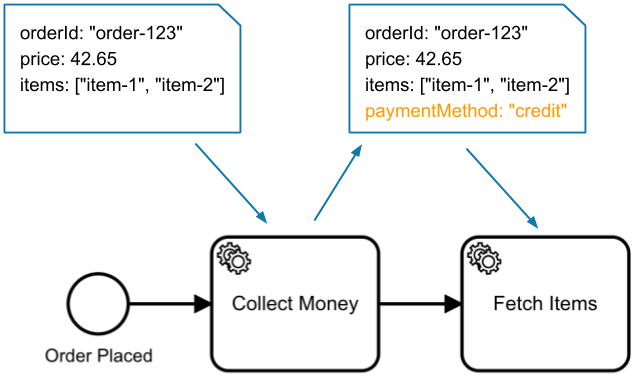 orderId: "order-123"
price: 42.65
items: ["item-1", "item-2"]
orderId: "order-123"
price: 42.65
items: ["item-1", "item-2"]
paymentMethod: "credit"
Order Placed
Collect Money
Fetch Items